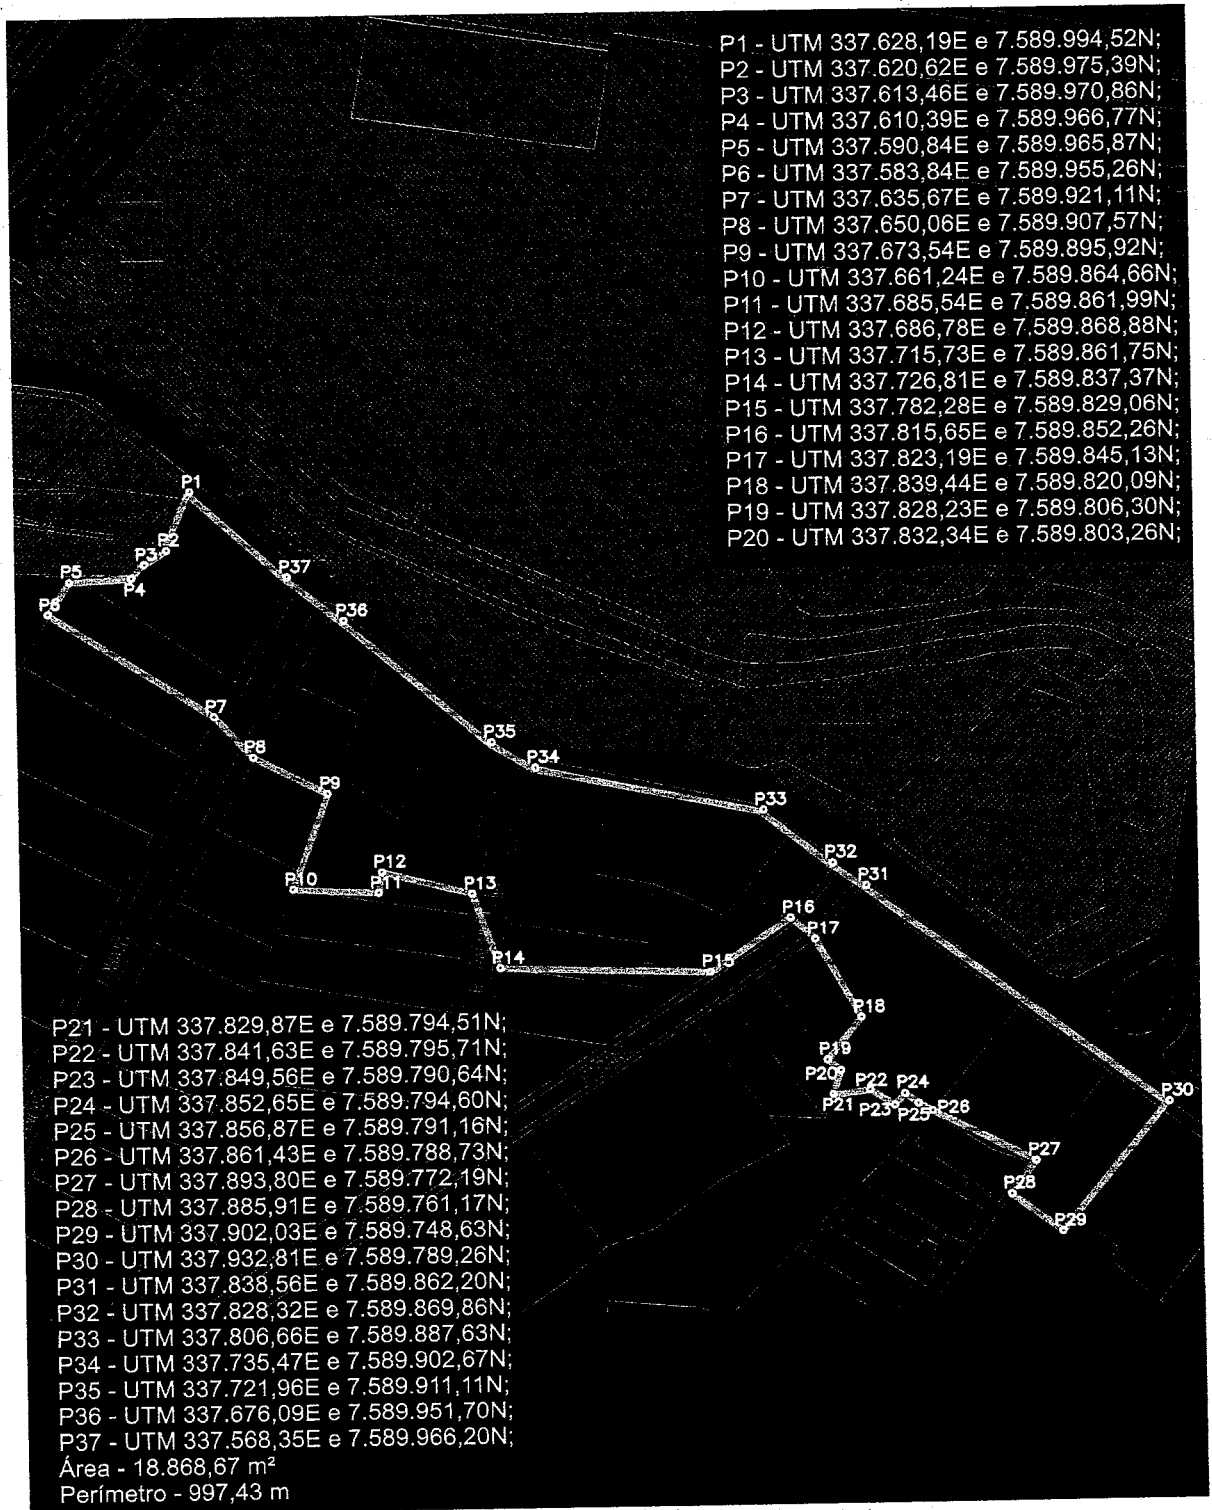 P1 - UTM 337.628,19E e 7.589.994,52N;
P2 - UTM 337.620,62E e 7.589.975,39N;
P3 - UTM 337.613,46E e 7.589.970,86N;
P4 - UTM 337.610,39E e 7.589.966,77N;
P5 - UTM 337.590,84E e 7.589.965,87N;
P6 - UTM 337.583,84E e 7.589.955,26N;
P7 - UTM 337.635,67E e 7.589.921,11N;
P8 - UTM 337.650,06E e 7.589.907,57N;
P9 - UTM 337.673,54E e 7.589.895,92N;
P10 - UTM 337.661,24E e 7.589.864,66N;
P11 - UTM 337.685,54E e 7.589.861,99N;
P12 - UTM 337.686,78E e 7.589.868,88N;
P13 - UTM 337.715,73E e 7.589.861,75N;
P14 - UTM 337.726,81E e 7.589.837,37N;
P15 - UTM 337.782,28E e 7.589.829,06N;
P16 - UTM 337.815,65E e 7.589.852,26N;
P17 - UTM 337.823,19E e 7.589.845,13N;
P18 - UTM 337.839,44E e 7.589.820,09N;
P19 - UTM 337.828,23E e 7.589.806,30N;
P20 - UTM 337.832,34E e 7.589.803,26N;
P1
P2
P3
P37
P5
P4
P6
P36
P7
P35
P8
P34
P9
P33
P32
P12
P31
P10
P11
P13
P16
P17
P14
P15
P18
P19
P20
P22
P24
P30
P21
P23
P25
P26
P27
P28
P29
P21 - UTM 337.829,87E e 7.589.794,51N;
P22 - UTM 337.841,63E e 7.589.795,71N;
P23 - UTM 337.849,56E e 7.589.790,64N;
P24 - UTM 337.852,65E e 7.589.794,60N;
P25 - UTM 337.856,87E e 7.589.791,16N;
P26 - UTM 337.861,43E e 7.589.788,73N;
P27 - UTM 337.893,80E e 7.589.772,19N;
P28 - UTM 337.885,91E e 7.589.761,17N;
P29 - UTM 337.902,03E e 7.589.748,63N;
P30 - UTM 337.932,81E e 7.589.789,26N;
P31 - UTM 337.838,56E e 7.589.862,20N;
P32 - UTM 337.828,32E e 7.589.869,86N;
P33 - UTM 337.806,66E e 7.589.887,63N;
P34 - UTM 337.735,47E e 7.589.902,67N;
P35 - UTM 337.721,96E e 7.589.911,11N;
P36 - UTM 337.676,09E e 7.589.951,70N;
P37 - UTM 337.568,35E e 7.589.966,20N;
Área - 18.868,67 m²
Perímetro - 997,43 m